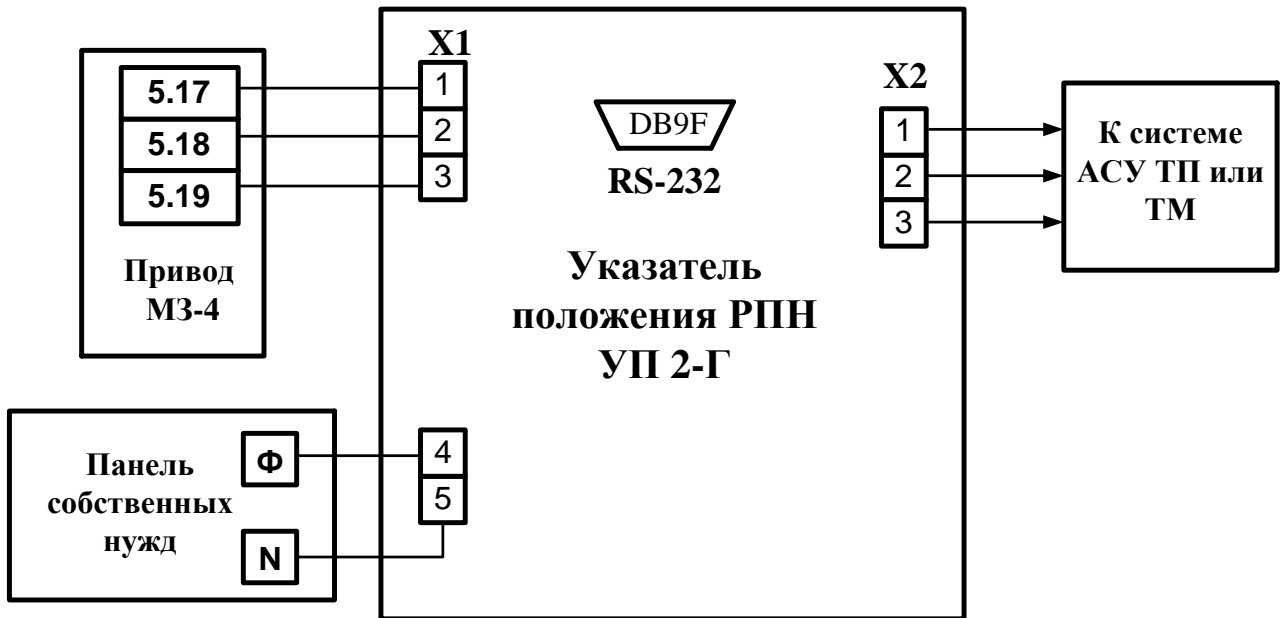 5.17
5.18
5.19
Привод
МЗ-4
X1
1
2
3
DB9F
RS-232
X2
1
2
3
К системе
АСУ ТП или
ТМ
Указатель
положения РПН
УП 2-Г
Панель
собственных
нужд
Ф
N
4
5